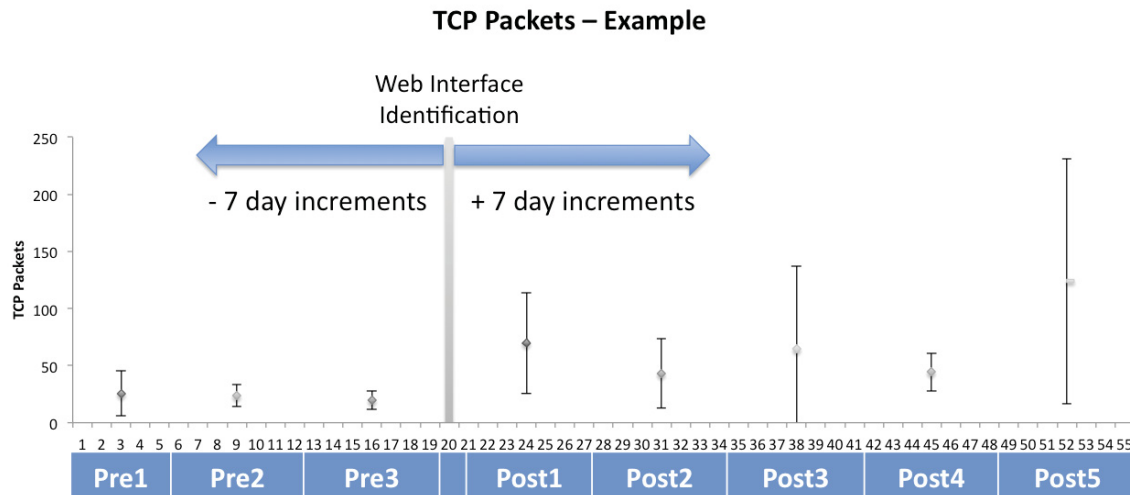 TCP Packets – Example
Web Interface
Identification
- 7 day increments
+ 7 day increments
TCP Packets
250
200
150
100
50
0
1 2 3 4 5 6 7 8 9 10 11 12 13 14 15 16 17 18 19 20 21 22 23 24 25 26 27 28 29 30 31 32 33 34 35 36 37 38 39 40 41 42 43 44 45 46 47 48 49 50 51 52 53 54 55
Pre1 Pre2 Pre3 Post1 Post2 Post3 Post4 Post5